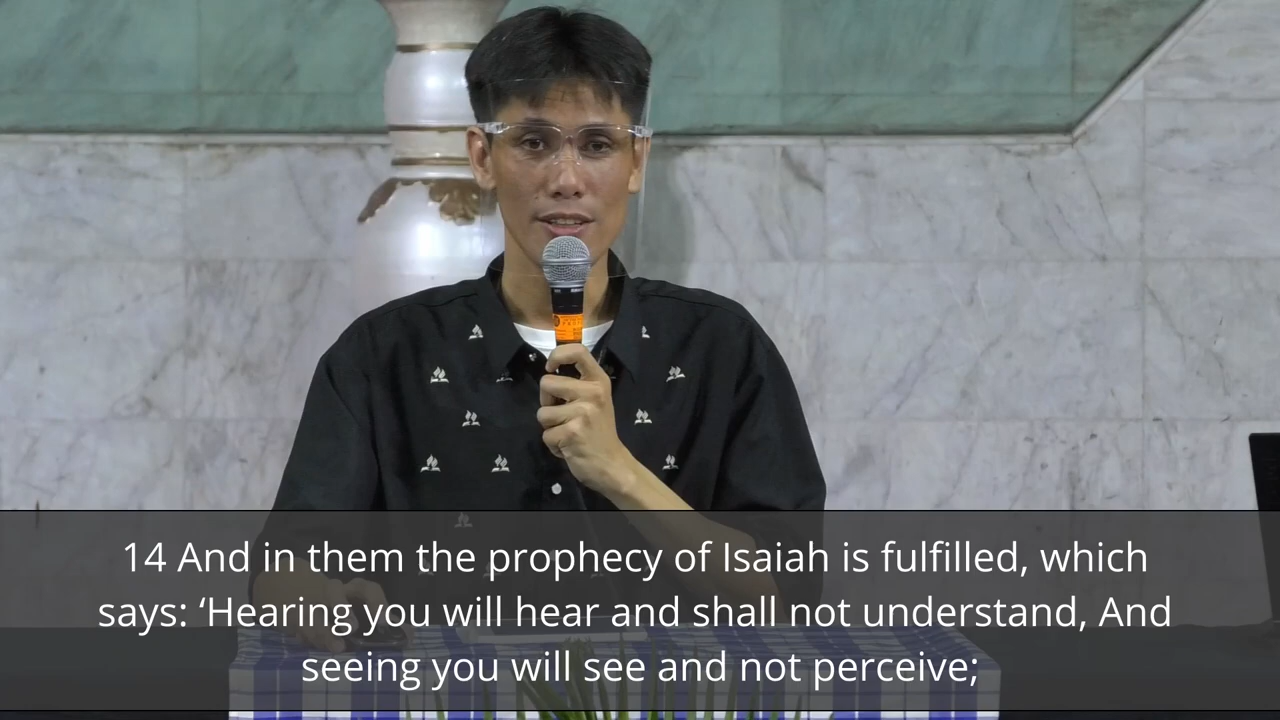 14 And in them the prophecy of Isaiah is fulfilled, which
says: ‘Hearing you will hear and shall not understand, And
seeing you will see and not perceive;